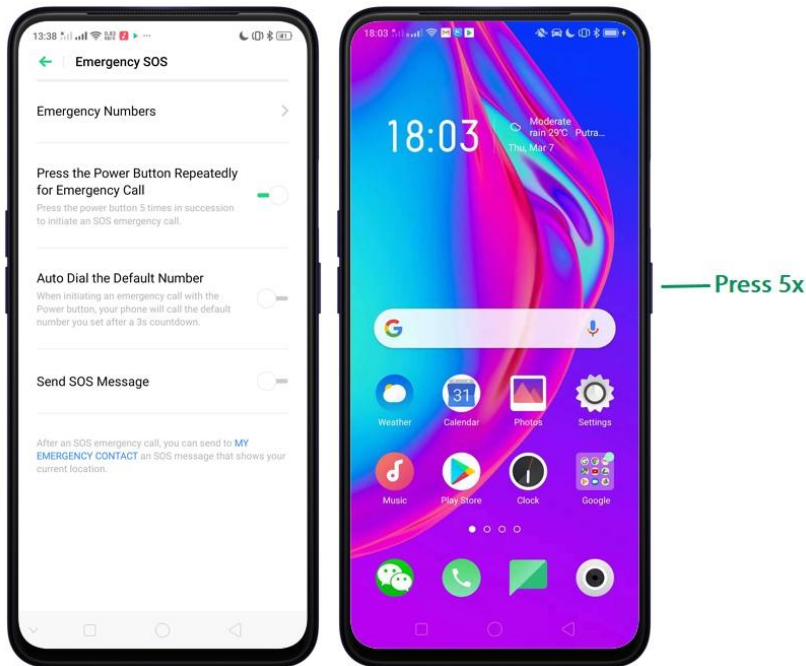 13:38
Emergency SOS
Emergency Numbers
Press the Power Button Repeatedly
for Emergency Call
Press the power button 5 times in succession
to initiate an SOS emergency call.
Auto Dial the Default Number
When initiating an emergency call with the
Power button, your phone will call the default
number you set after a 3s countdown.
Send SOS Message
After an SOS emergency call, you can send to MY
EMERGENCY CONTACT an SOS message that shows your
current location.
18:03
18:03
Moderate
rain 29°C Putra...
Thu, Mar 7
G
31
Weather
Calendar
Photos
Settings
Music
Play Store
Clock
Google
Press 5x